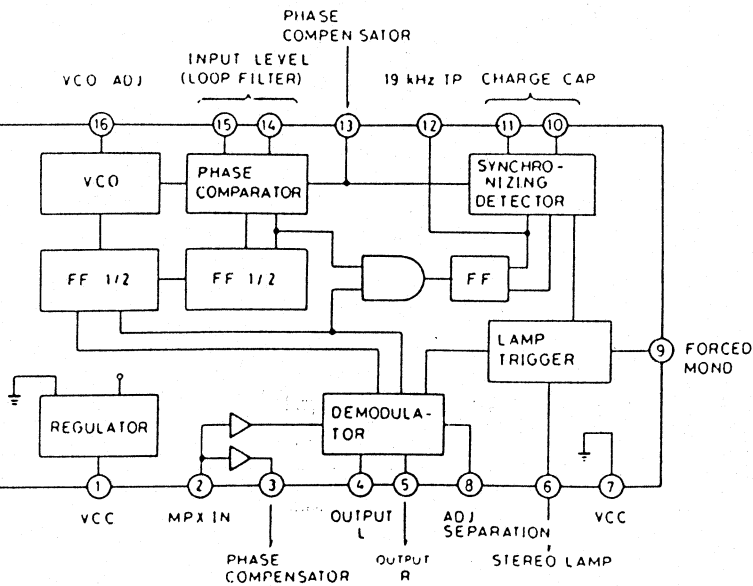 PHASE
COMPENSATOR
INPUT LEVEL
(LOOP FILTER)
VCO ADJ
19 kHz TP
CHARGE CAP
16
15
14
13
12
11
10
VCO
PHASE
COMPARATOR
SYNCHRO-
NIZING
DETECTOR
FF 1/2
FF 1/2
FF
LAMP
TRIGGER
9
FORCED
MONO
REGULATOR
DEMODULA-
TOR
1
2
3
4
5
8
6
7
VCC
MPX IN
OUTPUT
L
ADJ
SEPARATION
VCC
PHASE
COMPENSATOR
OUTPUT
R
STEREO LAMP